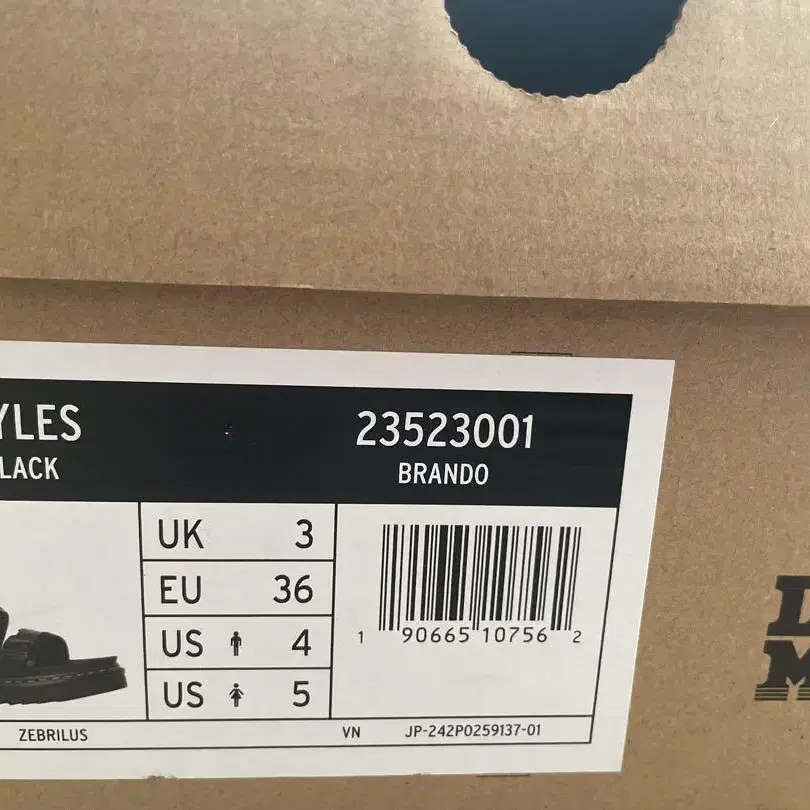 YLES
LACK
23523001
BRANDO
UK 3
EU 36
US 4
US 5
1 90665 10756 2
ZEBRILUS
VN
JP-242P0259137-01
D
M